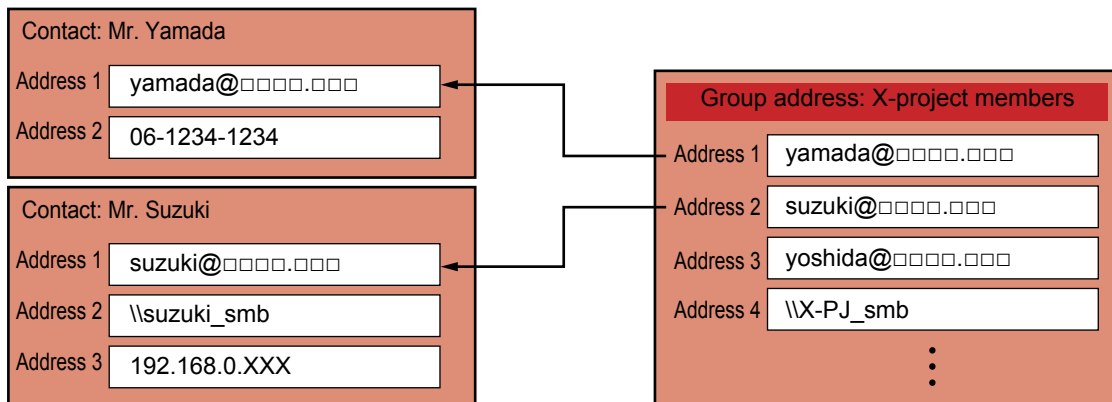 Contact: Mr. Yamada
Address 1 yamada@□□□□.□□□
Address 2 06-1234-1234
Contact: Mr. Suzuki
Address 1 suzuki@□□□□.□□□
Address 2 \\suzuki_smb
Address 3 192.168.0.XXX
Group address: X-project members
Address 1 yamada@□□□□.□□□
Address 2 suzuki@□□□□.□□□
Address 3 yoshida@□□□□.□□□
Address 4 \\X-PJ_smb